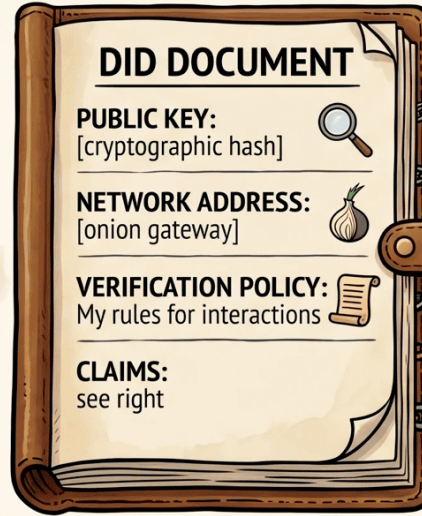 DID DOCUMENT
PUBLIC KEY:
[cryptographic hash]
NETWORK ADDRESS:
[onion gateway]
VERIFICATION POLICY:
My rules for interactions
CLAIMS:
see right